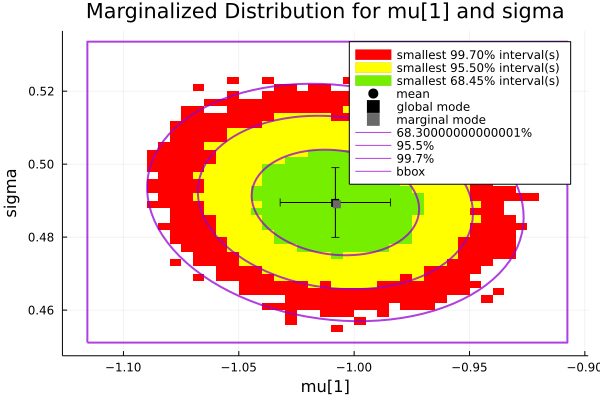 Marginalized Distribution for mu[1] and sigma
smallest 99.70% interval(s)
smallest 95.50% interval(s)
smallest 68.45% interval(s)
mean
global mode
marginal mode
68.30000000000001%
95.5%
99.7%
bbox
sigma
0.52
0.50
0.48
0.46
−1.10
−1.05
−1.00
−0.95
−0.90
mu[1]